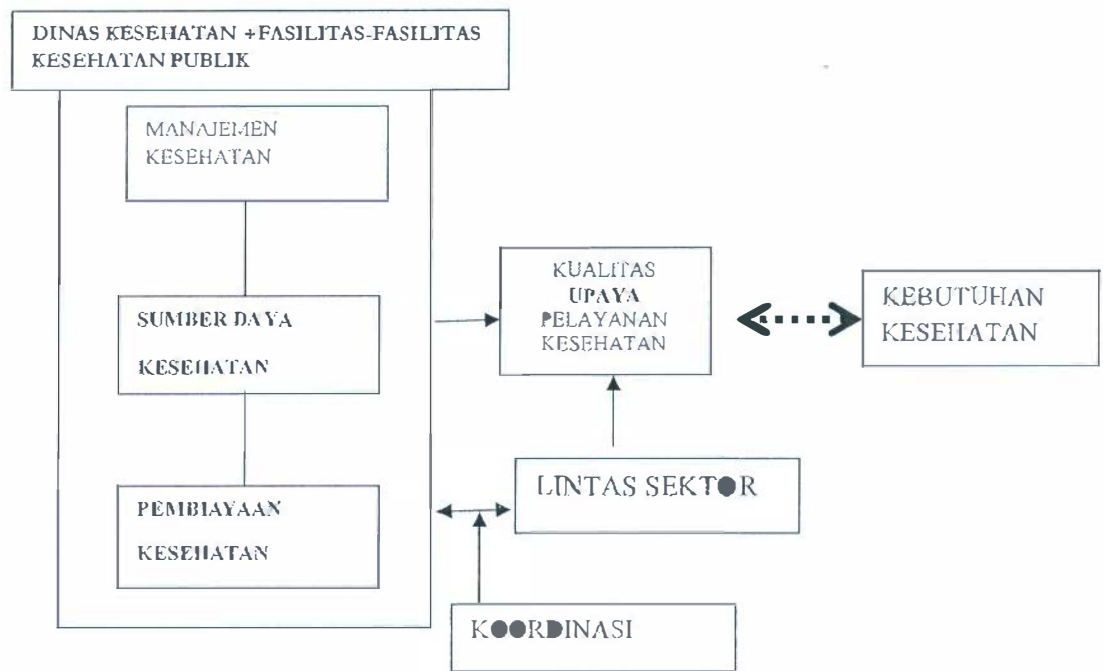 DINAS KESEHATAN +FASILITAS-FASILITAS
KESEHATAN PUBLIK
MANAJEMEN
KESEHATAN
SUMBER DAYA
KESEHATAN
PEMBIAYAAN
KESEHATAN
KUALITAS
UPAYA
PELAYANAN
KESEHATAN
KEBUTUHAN
KESEHATAN
LINTAS SEKTOR
KOORDINASI